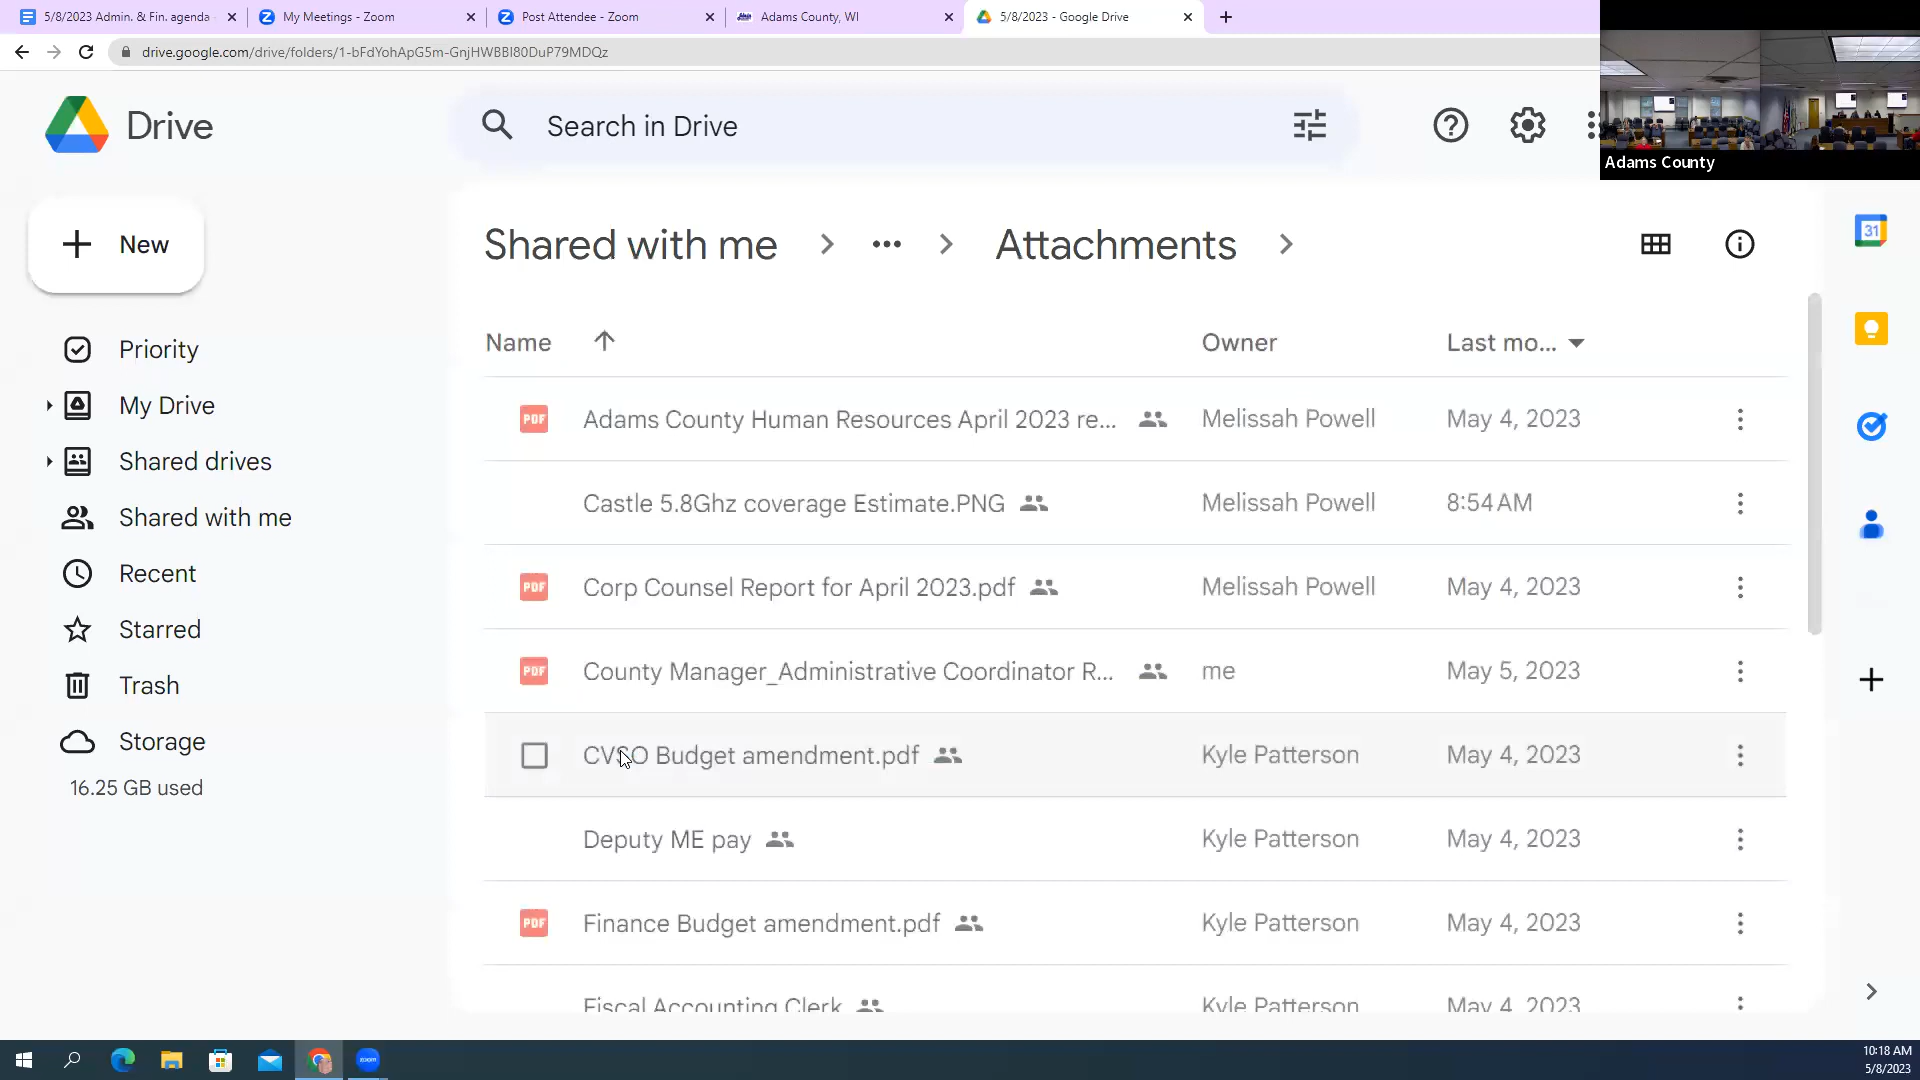 5/8/2023 Admin. & Fin. agenda
My Meetings - Zoom
Post Attendee - Zoom
Adams County, WI
5/8/2023 - Google Drive
drive.google.com/drive/folders/1-bFdYohApG5m-GnjHWBBI80DuP79MDQz
Drive
Search in Drive
Adams County
New
Shared with me
Attachments
31
Name
Owner
Last mo...
Priority
My Drive
Shared drives
Shared with me
Recent
Starred
Trash
Storage
16.25 GB used
PDF Adams County Human Resources April 2023 re... Melissah Powell May 4, 2023
Castle 5.8Ghz coverage Estimate.PNG Melissah Powell 8:54 AM
PDF Corp Counsel Report for April 2023.pdf Melissah Powell May 4, 2023
PDF County Manager_Administrative Coordinator R... me May 5, 2023
CVSO Budget amendment.pdf Kyle Patterson May 4, 2023
Deputy ME pay Kyle Patterson May 4, 2023
PDF Finance Budget amendment.pdf Kyle Patterson May 4, 2023
Fiscal Accounting Clerk Kyle Patterson May 4, 2023
zoom
10:18 AM
5/8/2023